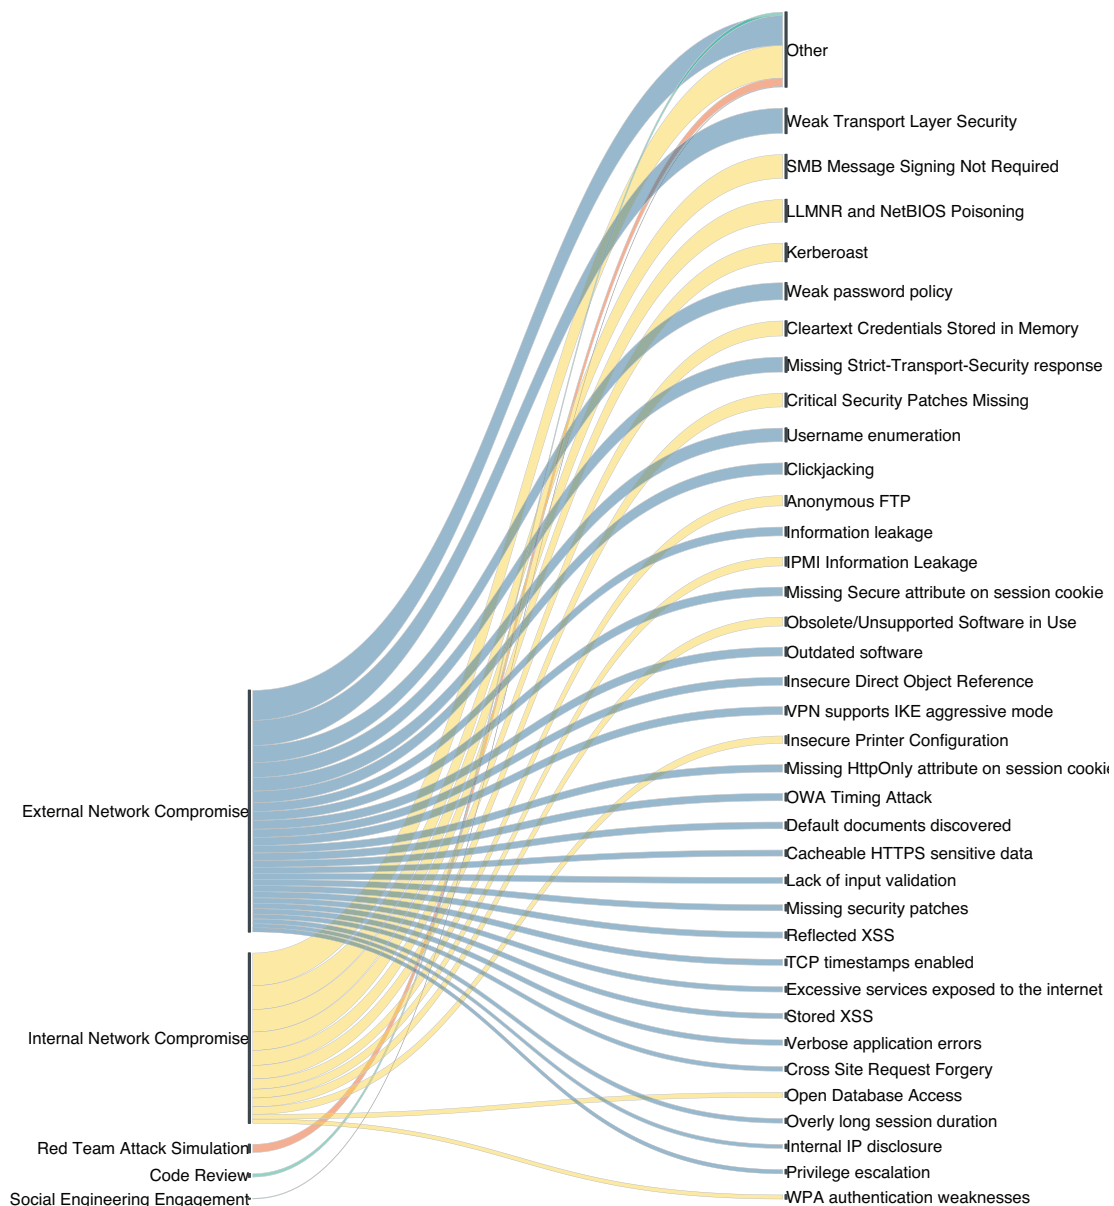 Other
Weak Transport Layer Security
SMB Message Signing Not Required
LLMNR and NetBIOS Poisoning
Kerberoast
Weak password policy
Cleartext Credentials Stored in Memory
Missing Strict-Transport-Security response
Critical Security Patches Missing
Username enumeration
Clickjacking
Anonymous FTP
Information leakage
IPMI Information Leakage
Missing Secure attribute on session cookie
Obsolete/Unsupported Software in Use
Outdated software
Insecure Direct Object Reference
VPN supports IKE aggressive mode
Insecure Printer Configuration
Missing HttpOnly attribute on session cookie
OWA Timing Attack
External Network Compromise
Default documents discovered
Cacheable HTTPS sensitive data
Lack of input validation
Missing security patches
Reflected XSS
TCP timestamps enabled
Excessive services exposed to the internet
Stored XSS
Internal Network Compromise
Verbose application errors
Cross Site Request Forgery
Open Database Access
Overly long session duration
Internal IP disclosure
Red Team Attack Simulation
Privilege escalation
Code Review
WPA authentication weaknesses
Social Engineering Engagement